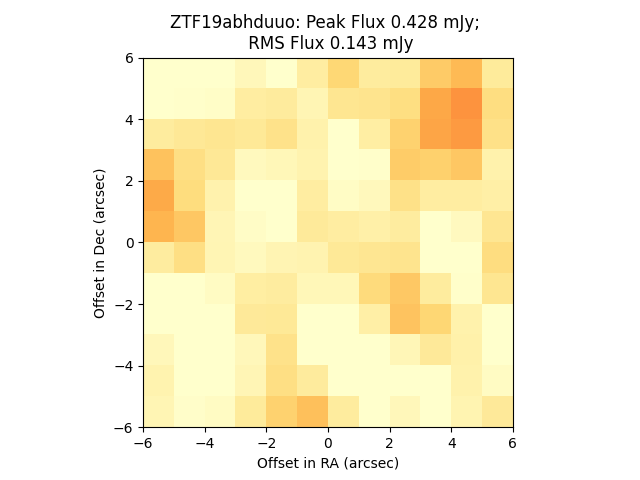 ZTF19abhduuo: Peak Flux 0.428 mJy;
RMS Flux 0.143 mJy
6
4
2
0
−2
−4
−6
Offset in Dec (arcsec)
−6 −4 −2 0 2 4 6
Offset in RA (arcsec)